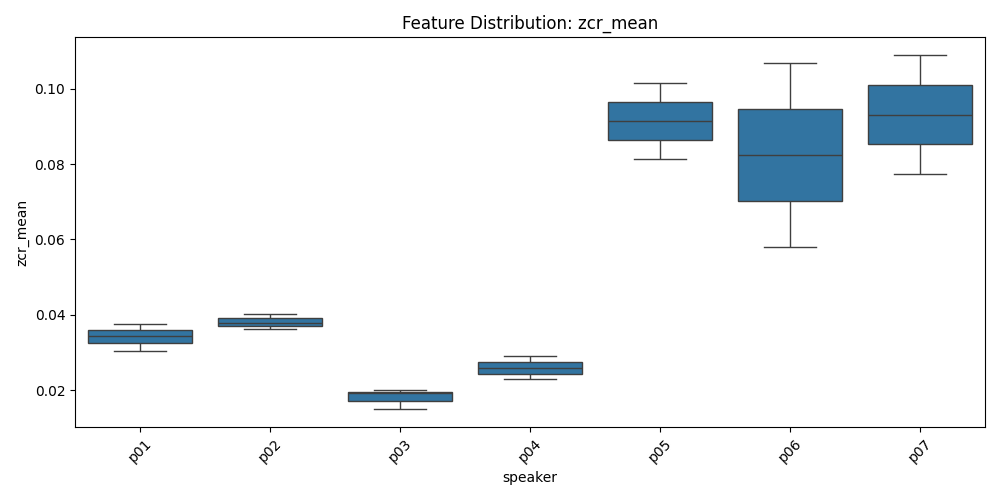 Feature Distribution: zcr_mean
zcr_mean
0.10
0.08
0.06
0.04
0.02
p01 p02 p03 p04 p05 p06 p07
speaker